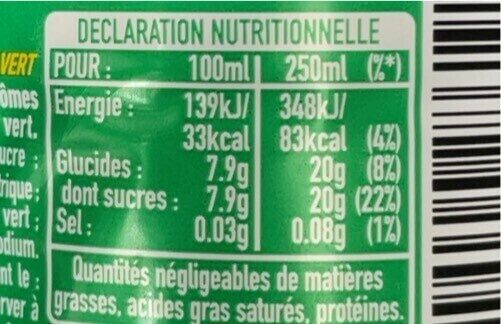 DECLARATION NUTRITIONNELLE
VERT
POUR : 100ml 250ml (%*)
Energie : 139kJ/ 348kJ/
33kcal 83kcal (4%)
vert.
Glucides : 7.9g 20g (8%)
dont sucres : 7.9g 20g (22%)
vert :
Sel : 0.03g 0.08g (1%)
Quantités négligeables de matières
grasses, acides gras saturés, protéines.